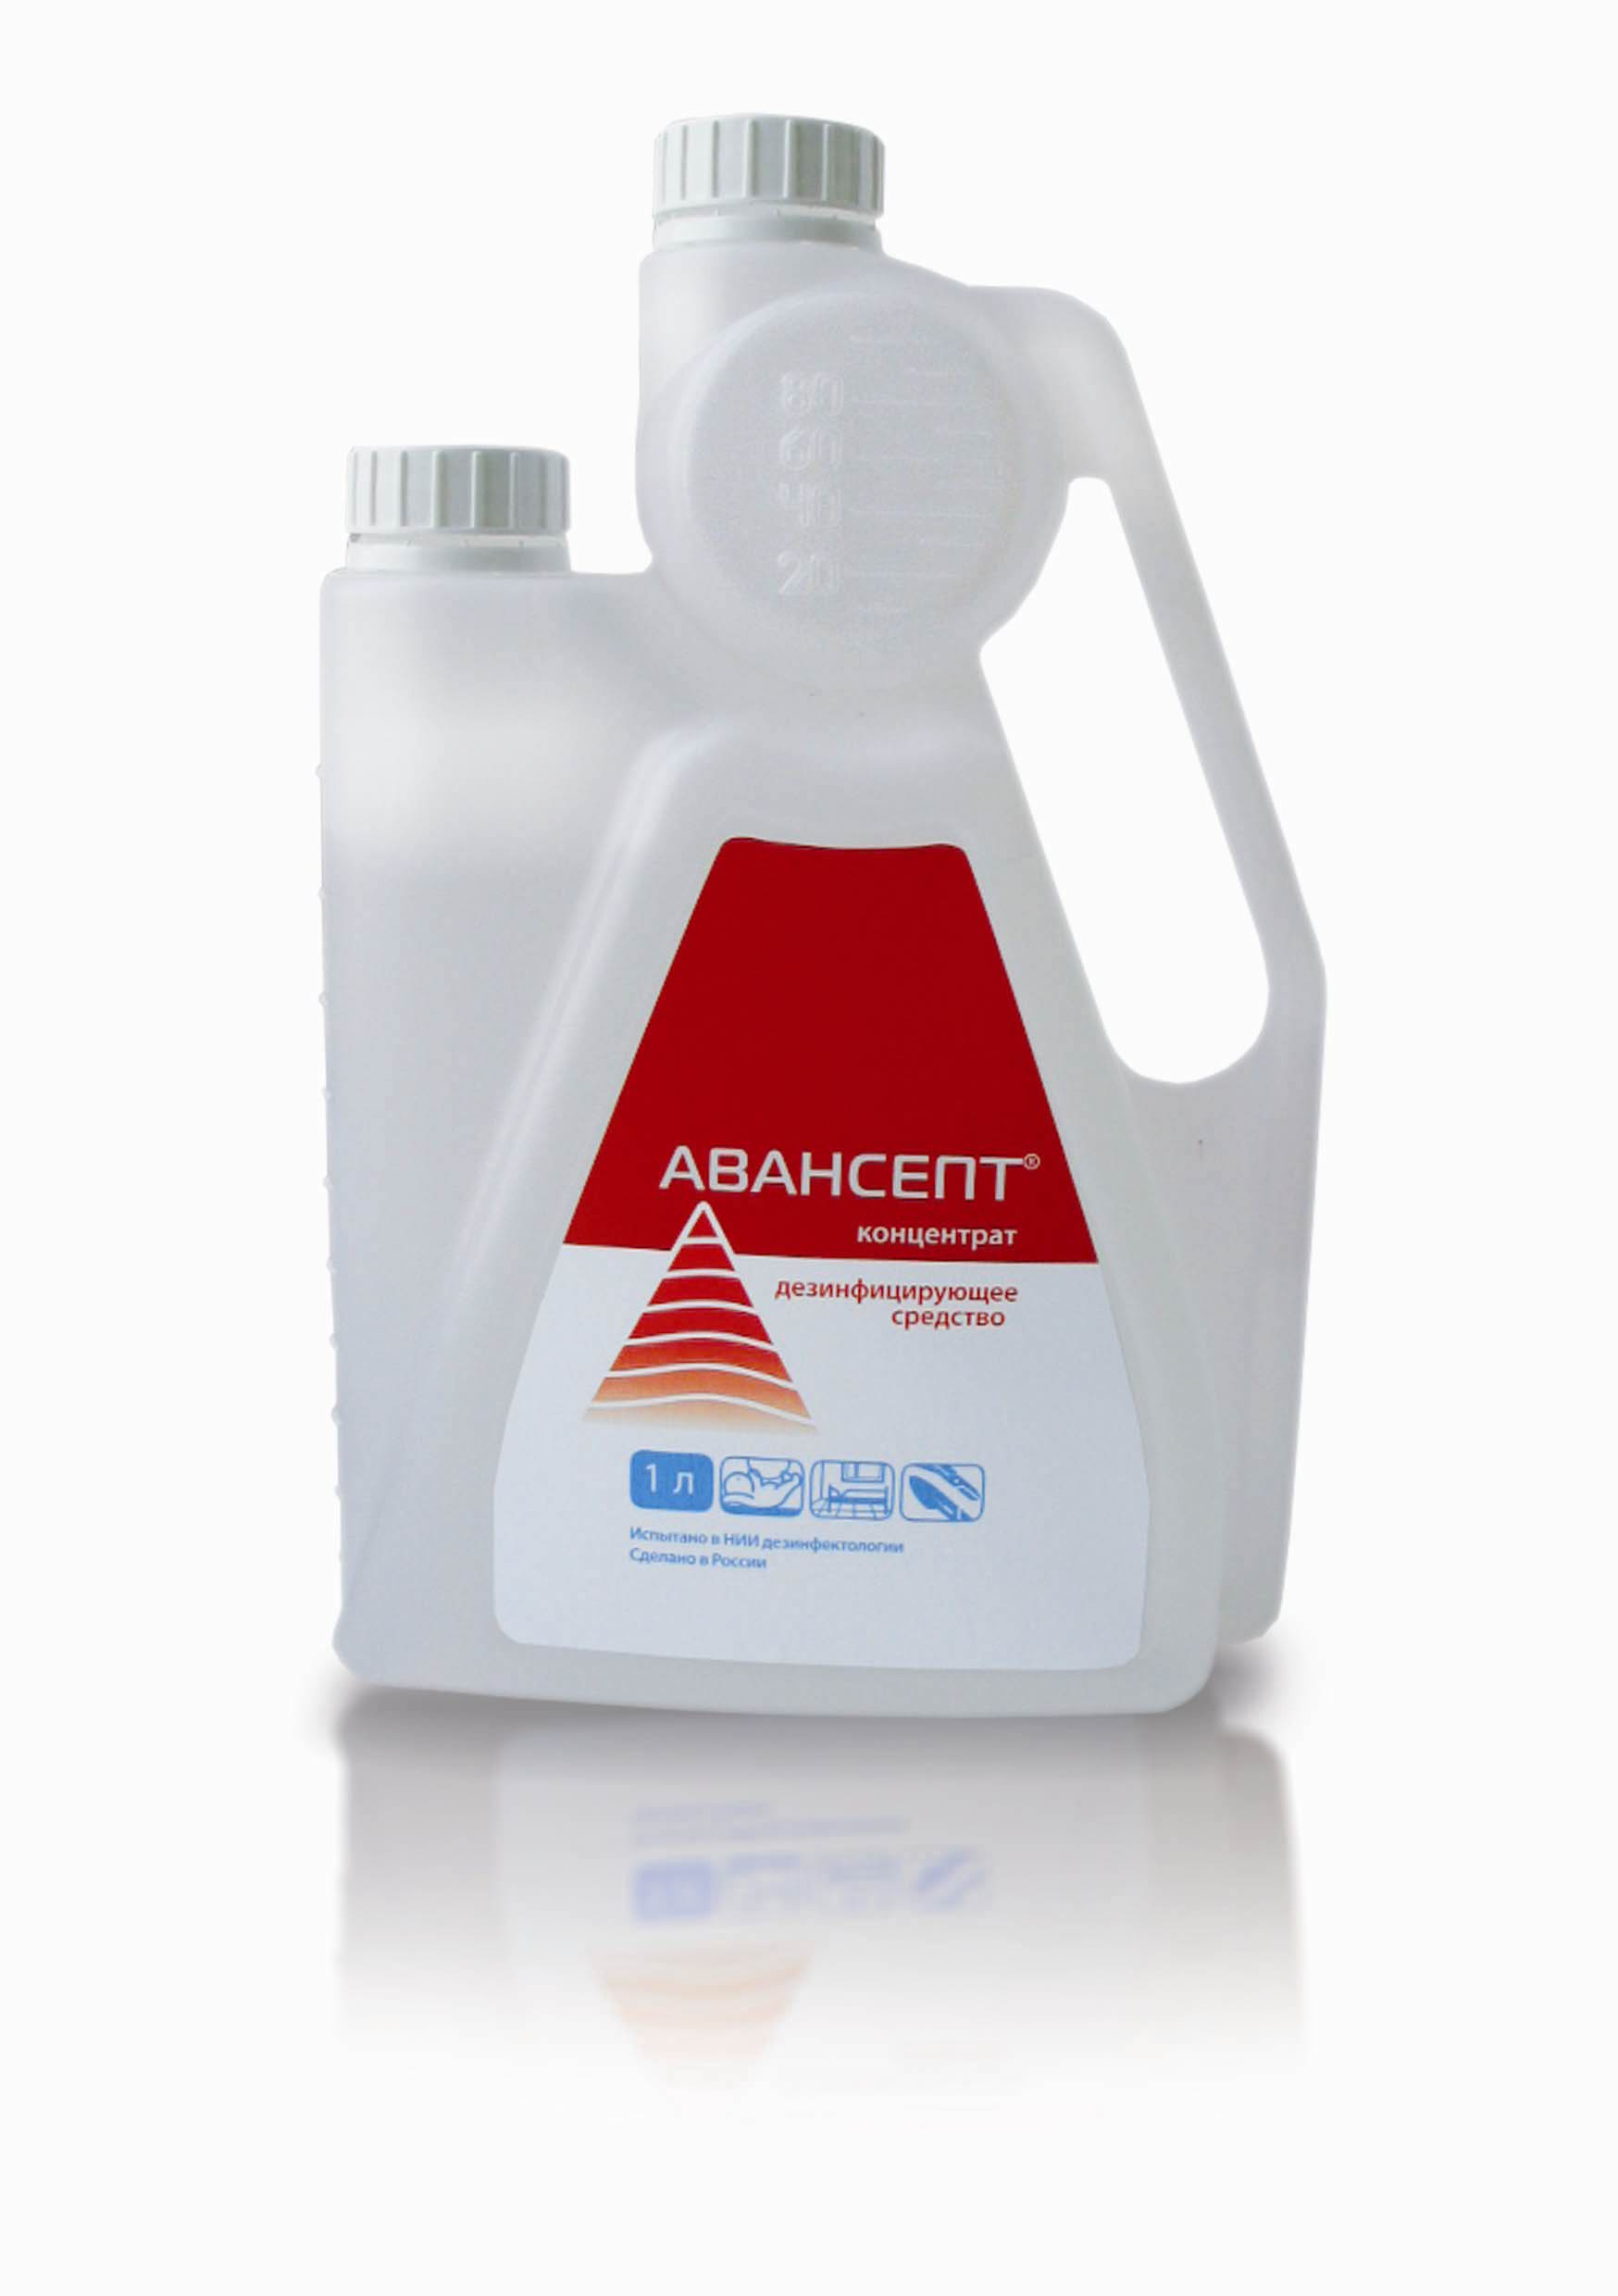 80
60
40
20
АВАНСЕПТ®
концентрат
дезинфицирующее
средство
1 л
Испытано в НИИ дезинфектологии
Сделано в России